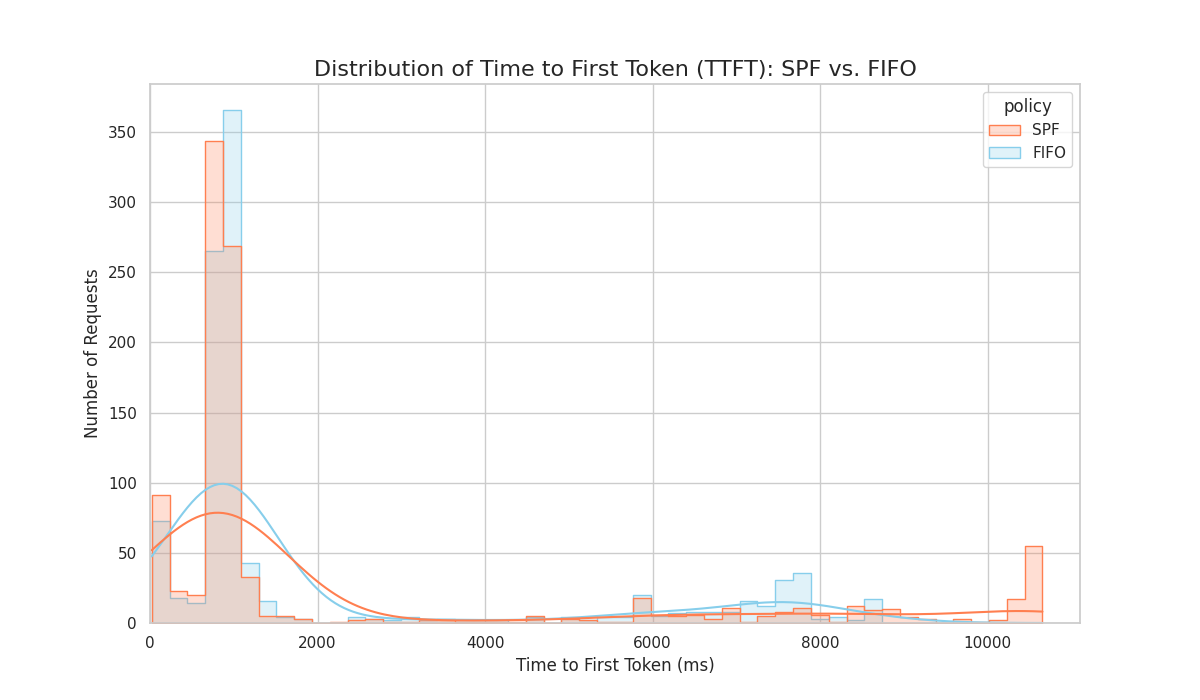 Distribution of Time to First Token (TTFT): SPF vs. FIFO
policy
SPF
FIFO
Number of Requests
350
300
250
200
150
100
50
0
0 2000 4000 6000 8000 10000
Time to First Token (ms)